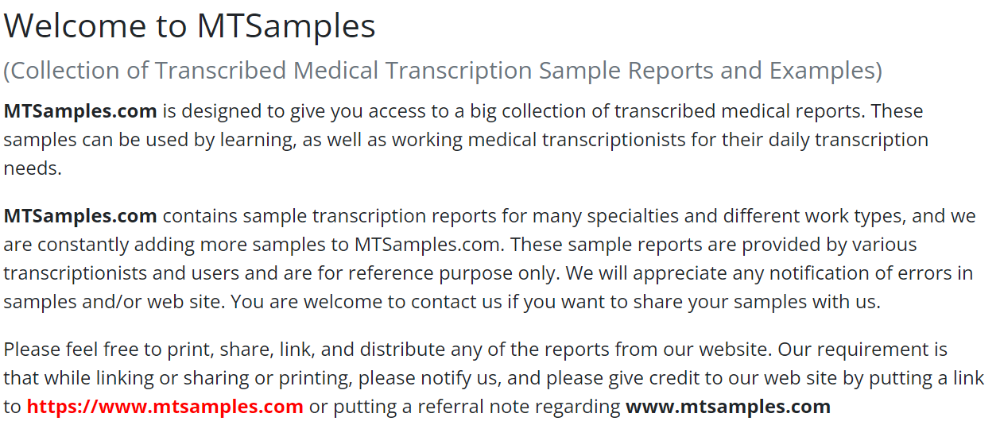 Welcome to MTSamples
(Collection of Transcribed Medical Transcription Sample Reports and Examples)
MTSamples.com is designed to give you access to a big collection of transcribed medical reports. These
samples can be used by learning, as well as working medical transcriptionists for their daily transcription
needs.
MTSamples.com contains sample transcription reports for many specialties and different work types, and we
are constantly adding more samples to MTSamples.com. These sample reports are provided by various
transcriptionists and users and are for reference purpose only. We will appreciate any notification of errors in
samples and/or web site. You are welcome to contact us if you want to share your samples with us.
Please feel free to print, share, link, and distribute any of the reports from our website. Our requirement is
that while linking or sharing or printing, please notify us, and please give credit to our web site by putting a link
to https://www.mtsamples.com or putting a referral note regarding www.mtsamples.com